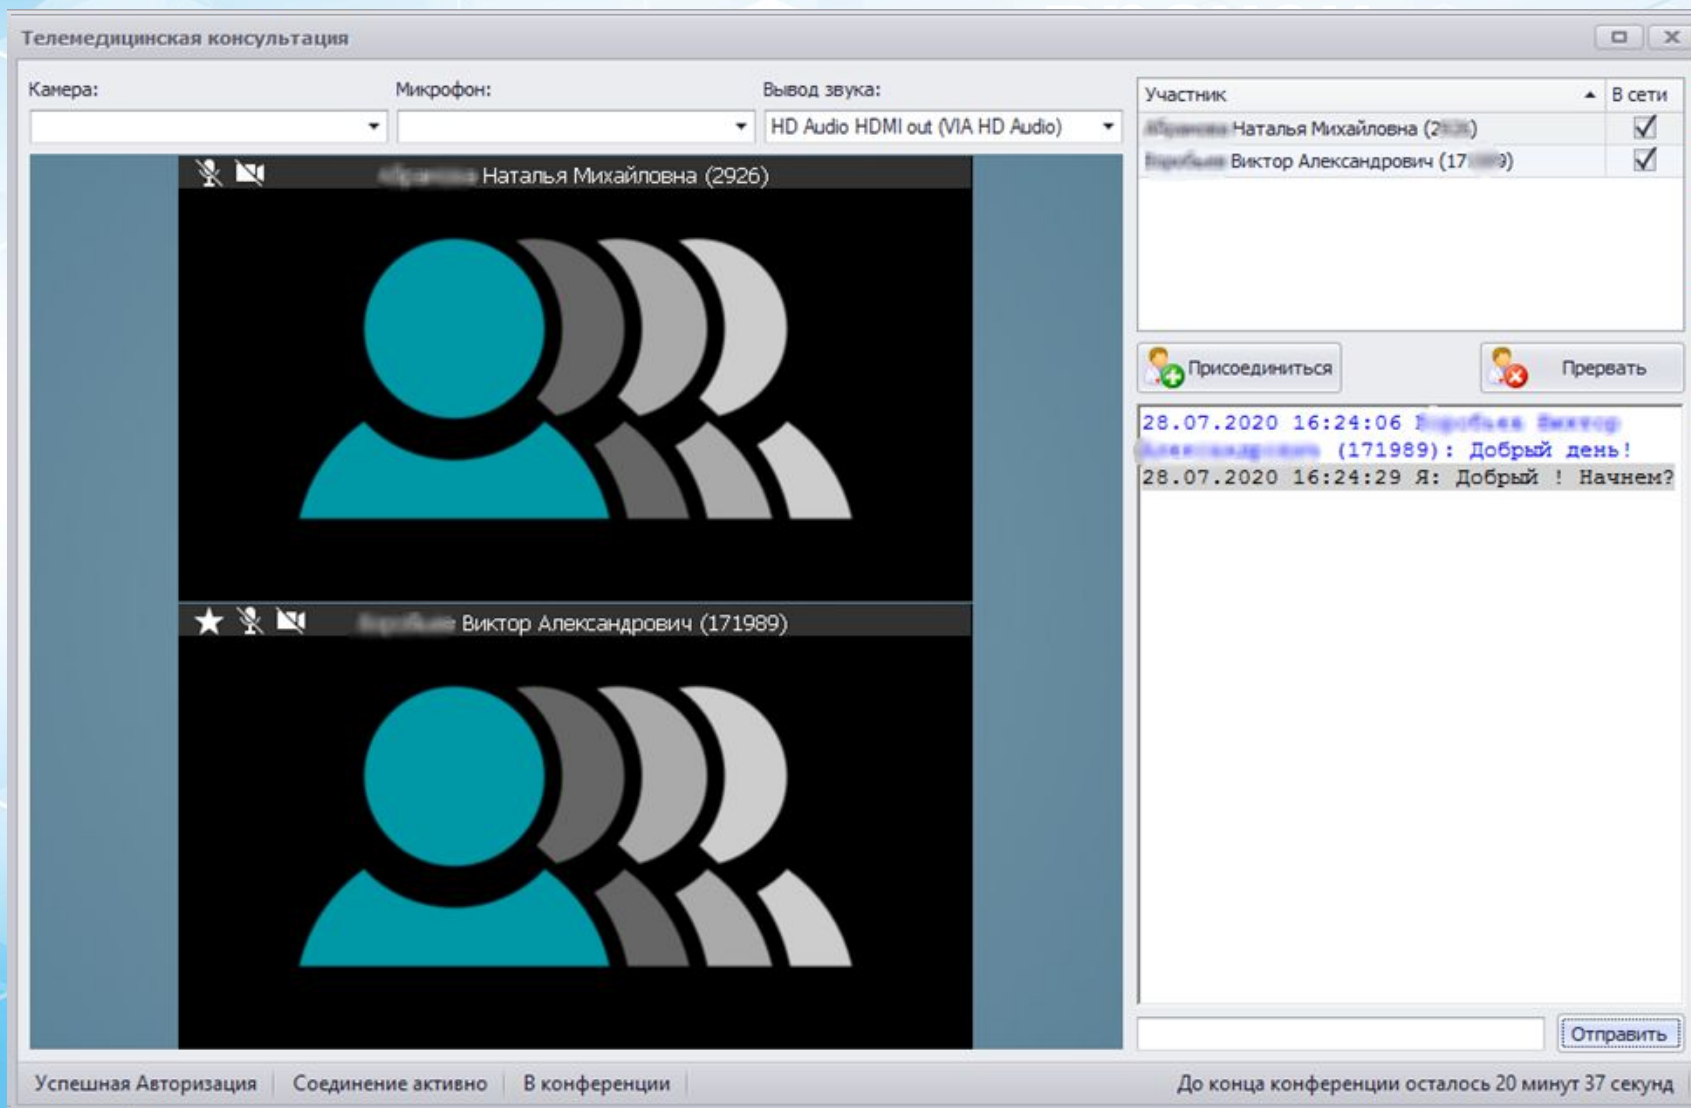 Телемедицинская консультация
Камера:
Микрофон:
Вывод звука:
HD Audio HDMI out (VIA HD Audio)
Наталья Михайловна (2926)
Виктор Александрович (171989)
Участник
В сети
Наталья Михайловна (2
)
Виктор Александрович (17
9)
Присоединиться
Прервать
28.07.2020 16:24:06
(171989): Добрый день!
28.07.2020 16:24:29 Я: Добрый ! Начнем?
Отправить
Успешная Авторизация
Соединение активно
В конференции
До конца конференции осталось 20 минут 37 секунд